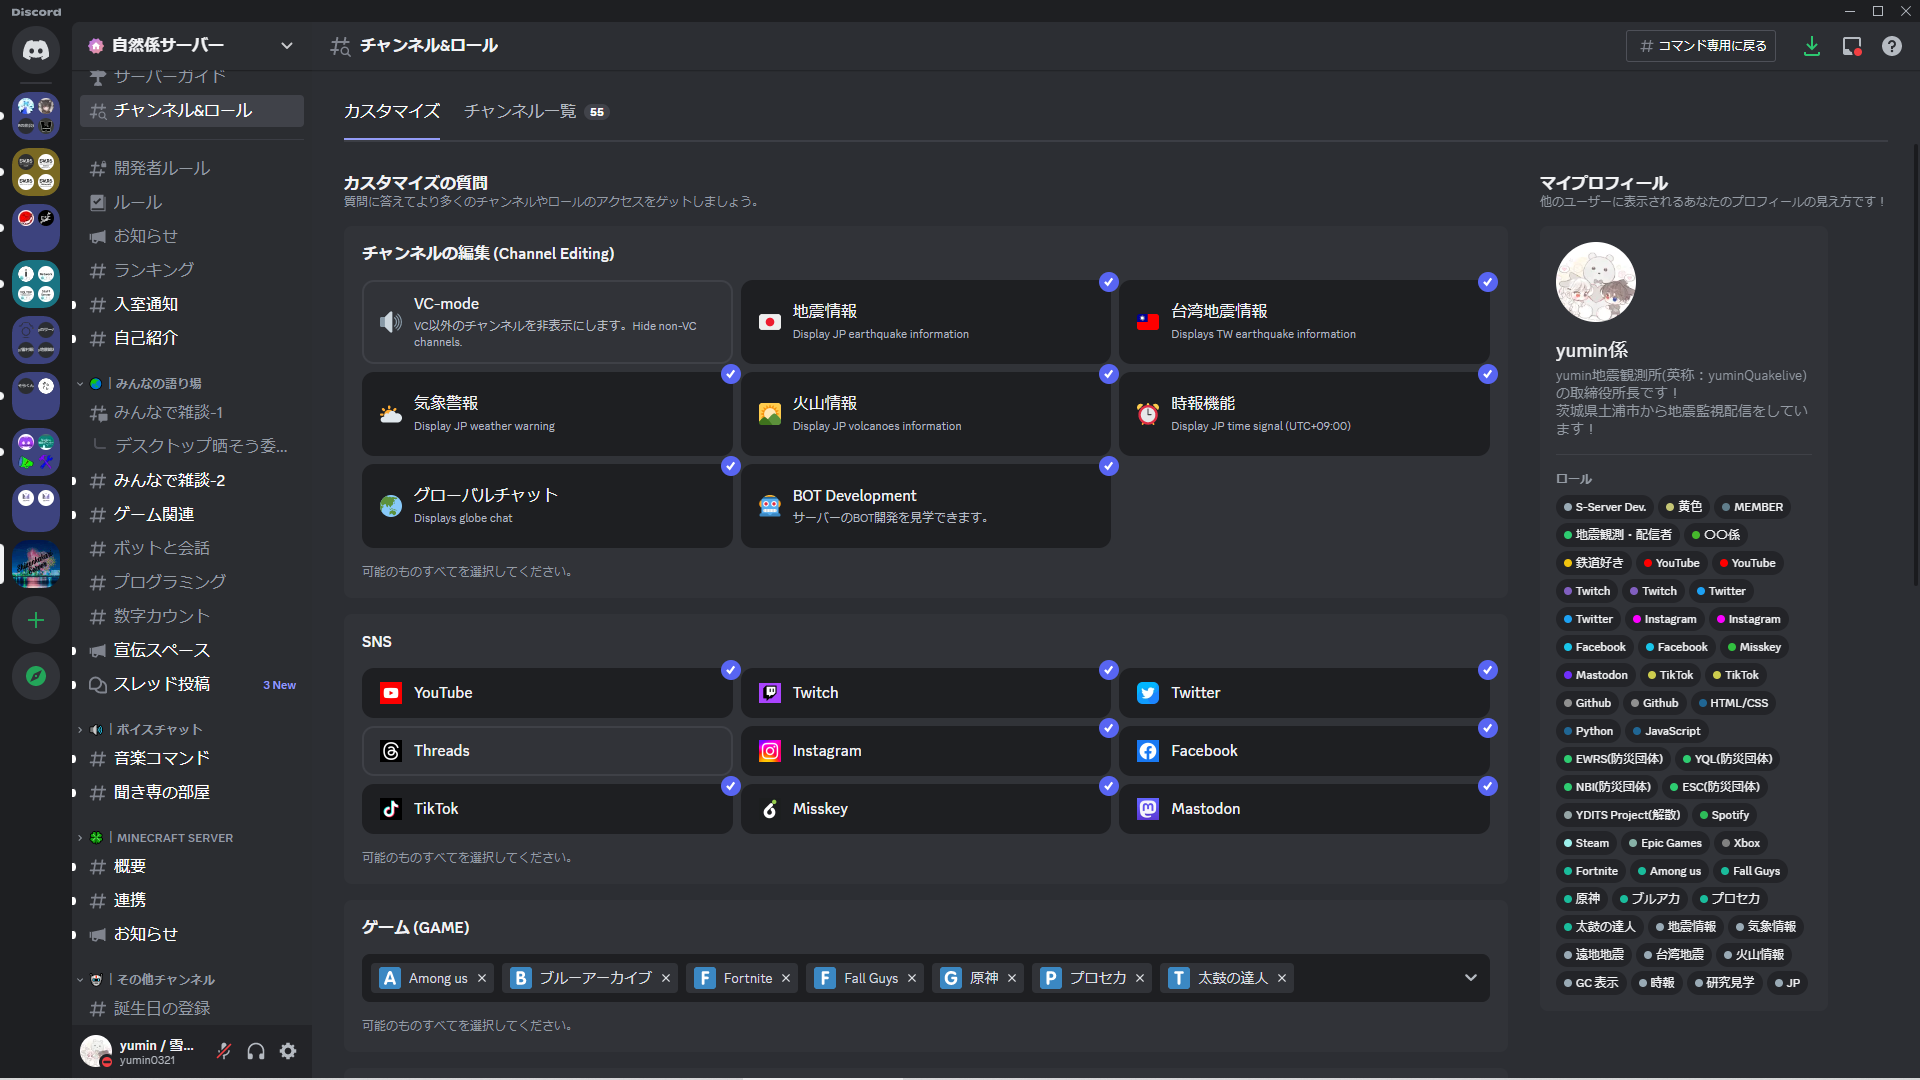 Discord
自然係サーバー
サーバーガイド
チャンネル&ロール
開発者ルール
ルール
お知らせ
ランキング
入室通知
自己紹介
| みんなの語り場
みんなで雑談-1
デスクトップ晒そう委...
みんなで雑談-2
ゲーム関連
ボットと会話
プログラミング
数字カウント
宣伝スペース
スレッド投稿 3 New
| ボイスチャット
音楽コマンド
聞き専の部屋
| MINECRAFT SERVER
概要
連携
お知らせ
| その他チャンネル
誕生日の登録
yumin / 雪...
yumin0321
チャンネル&ロール
# コマンド専用に戻る
カスタマイズ チャンネル一覧 55
カスタマイズの質問
質問に答えてより多くのチャンネルやロールのアクセスをゲットしましょう。
チャンネルの編集 (Channel Editing)
VC-mode
VC以外のチャンネルを非表示にします。Hide non-VC
channels.
地震情報
Display JP earthquake information
台湾地震情報
Displays TW earthquake information
気象警報
Display JP weather warning
火山情報
Display JP volcanoes information
時報機能
Display JP time signal (UTC+09:00)
グローバルチャット
Displays globe chat
BOT Development
サーバーのBOT開発を見学できます。
可能のものすべてを選択してください。
SNS
YouTube
Twitch
Twitter
Threads
Instagram
Facebook
TikTok
Misskey
Mastodon
可能のものすべてを選択してください。
ゲーム (GAME)
A Among us × B ブルーアーカイブ × F Fortnite × F Fall Guys × G 原神 × P プロセカ × T 太鼓の達人 ×
可能のものすべてを選択してください。
マイプロフィール
他のユーザーに表示されるあなたのプロフィールの見え方です！
yumin係
yumin地震観測所(英称：yuminQuakelive)
の取締役所長です！
茨城県土浦市から地震監視配信をしてい
ます！
ロール
S-Server Dev. 黄色 MEMBER
地震観測・配信者 〇〇係
鉄道好き YouTube YouTube
Twitch Twitch Twitter
Twitter Instagram Instagram
Facebook Facebook Misskey
Mastodon TikTok TikTok
Github Github HTML/CSS
Python JavaScript
EWRS(防災団体) YQL(防災団体)
NBI(防災団体) ESC(防災団体)
YDITS Project(解散) Spotify
Steam Epic Games Xbox
Fortnite Among us Fall Guys
原神 ブルアカ プロセカ
太鼓の達人 地震情報 気象情報
遠地地震 台湾地震 火山情報
GC 表示 時報 研究見学 JP